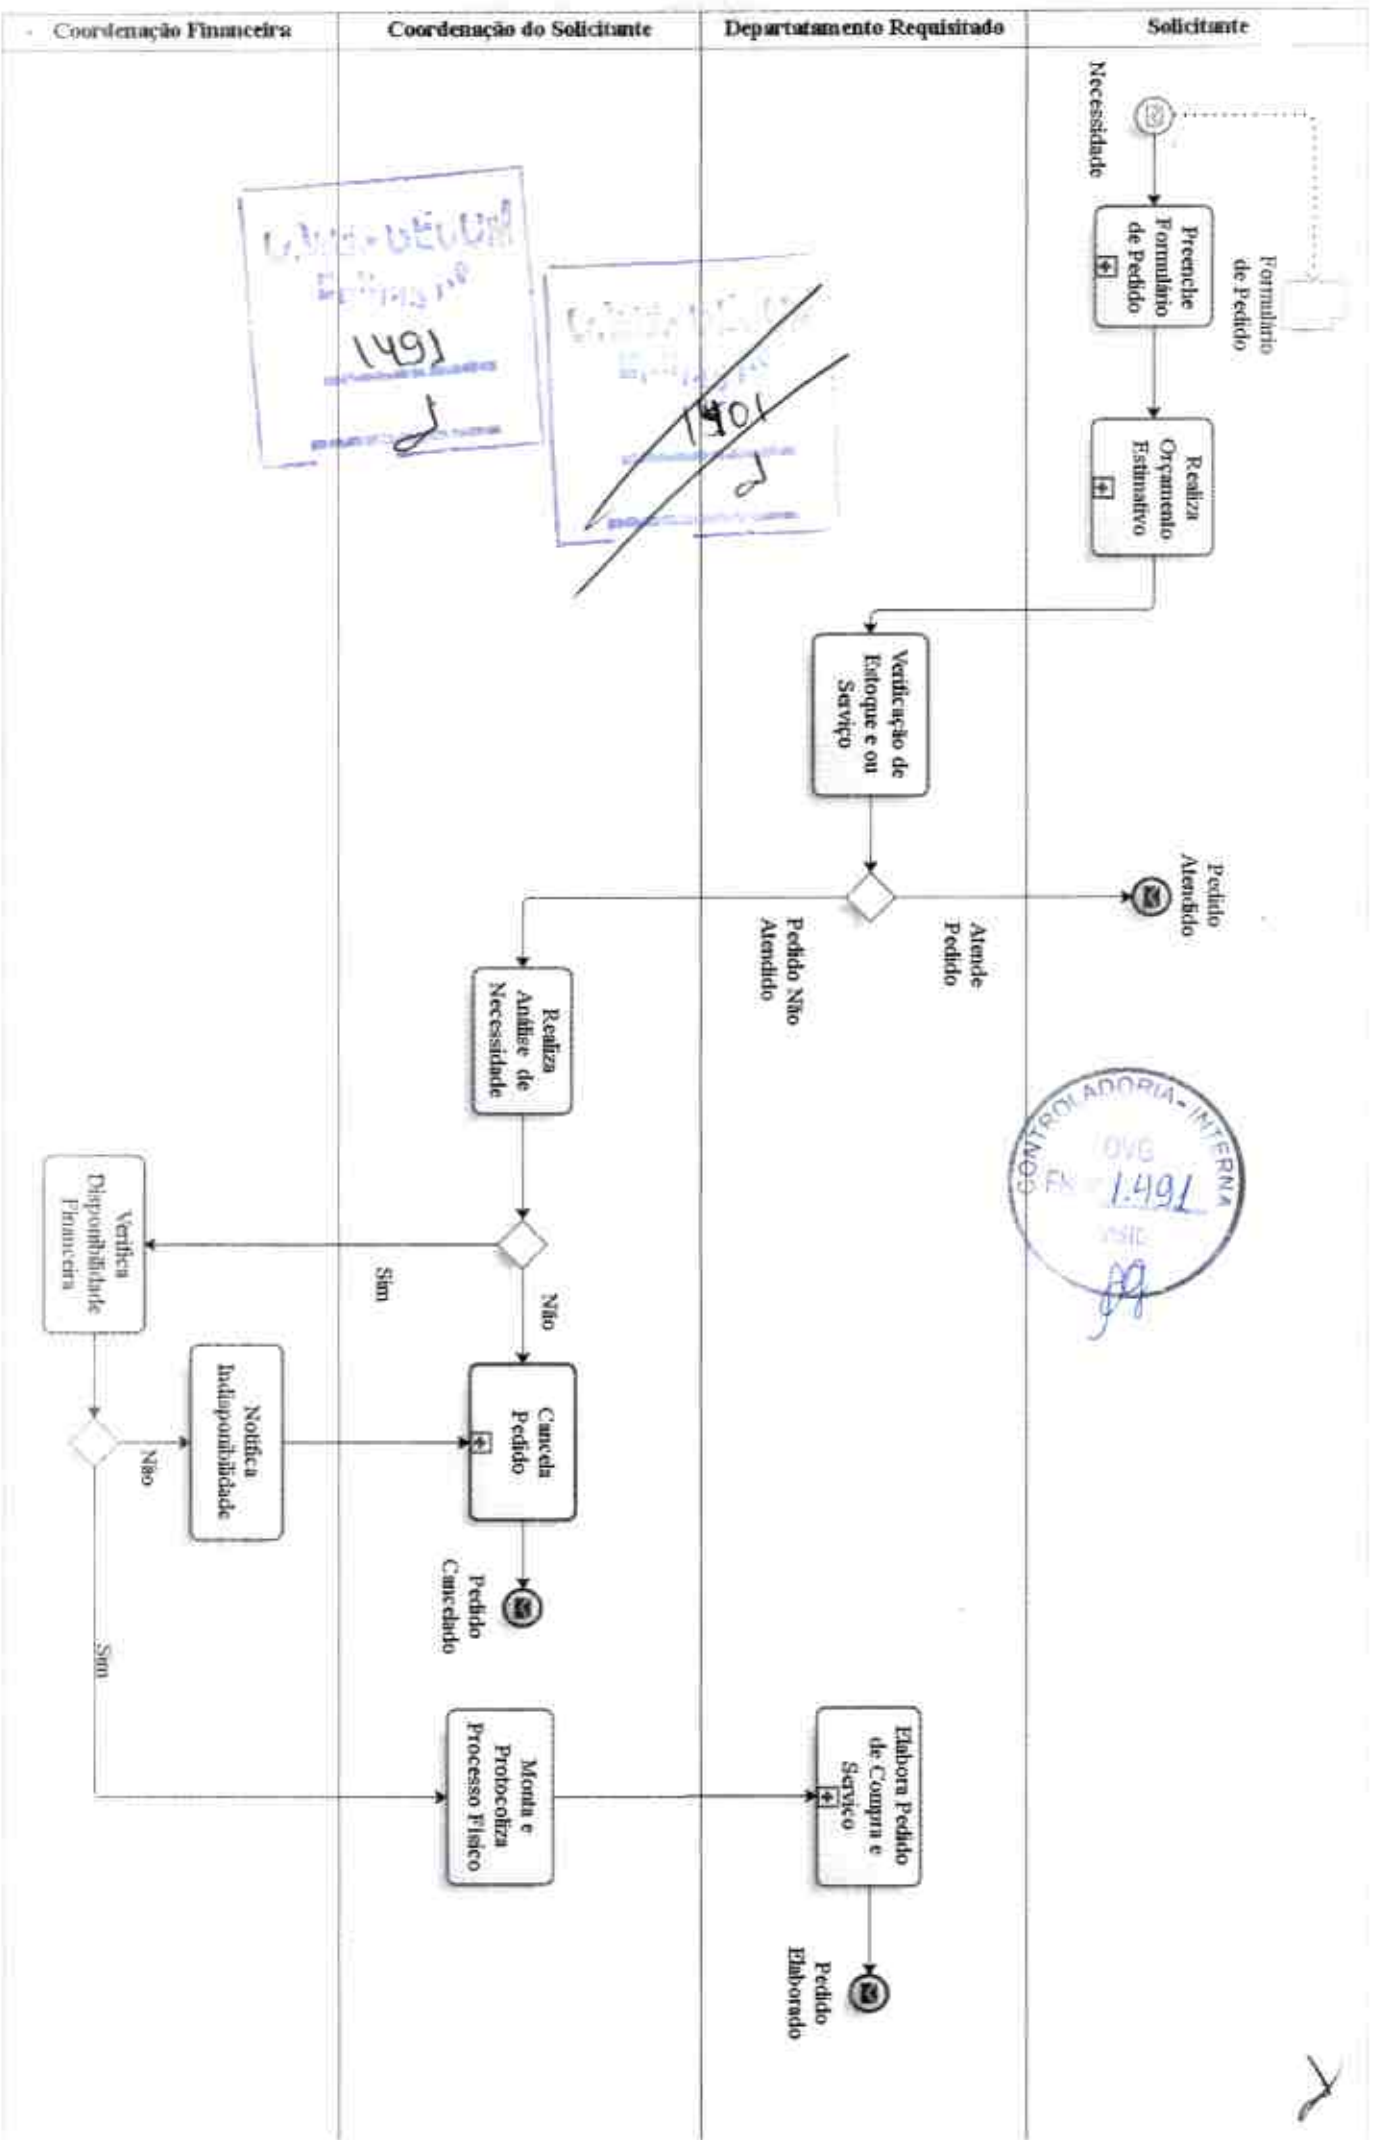 Coordenação Financeira
Coordenação do Solicitante
Departatamento Requisitado
Solicitante
Necessidade
Formulário
de Pedido
Preenche
Formulário
de Pedido
Realiza
Orçamento
Estimativo
Verificação de
Estoque e ou
Serviço
Pedido
Atendido
Atende
Pedido
Pedido Não
Atendido
Realiza
Análise de
Necessidade
Não
Sim
Cancela
Pedido
Pedido
Cancelado
Verifica
Disponibilidade
Financeira
Não
Notifica
Indisponibilidade
Sim
Monta e
Protocoliza
Processo Físico
Elabora Pedido
de Compra e
Serviço
Pedido
Elaborado
1491
CONTROLADORIA - INTERNA
OVG
1.491